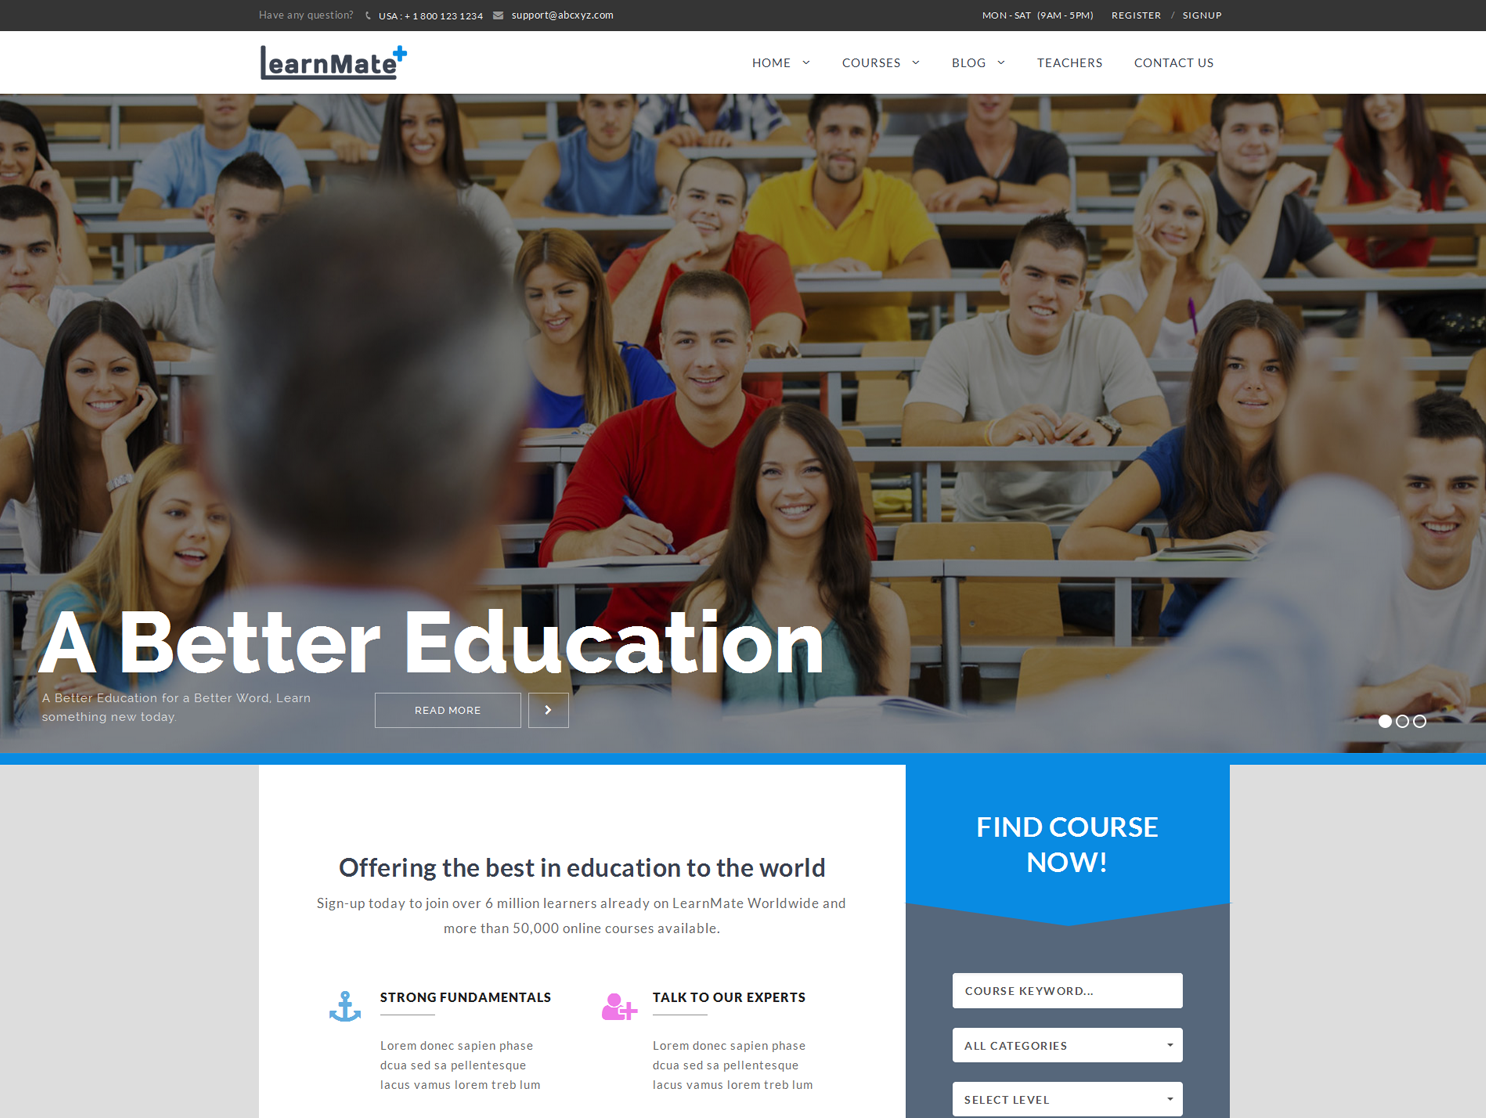 Have any question? USA : + 1 800 123 1234 support@abcxyz.com MON - SAT (9AM - 5PM) REGISTER / SIGNUP
LearnMate+
HOME COURSES BLOG TEACHERS CONTACT US
A Better Education
A Better Education for a Better Word, Learn
something new today.
READ MORE
FIND COURSE
NOW!
Offering the best in education to the world
Sign-up today to join over 6 million learners already on LearnMate Worldwide and
more than 50,000 online courses available.
STRONG FUNDAMENTALS
Lorem donec sapien phase
dcua sed sa pellentesque
lacus vamus lorem treb lum
TALK TO OUR EXPERTS
Lorem donec sapien phase
dcua sed sa pellentesque
lacus vamus lorem treb lum
COURSE KEYWORD...
ALL CATEGORIES
SELECT LEVEL